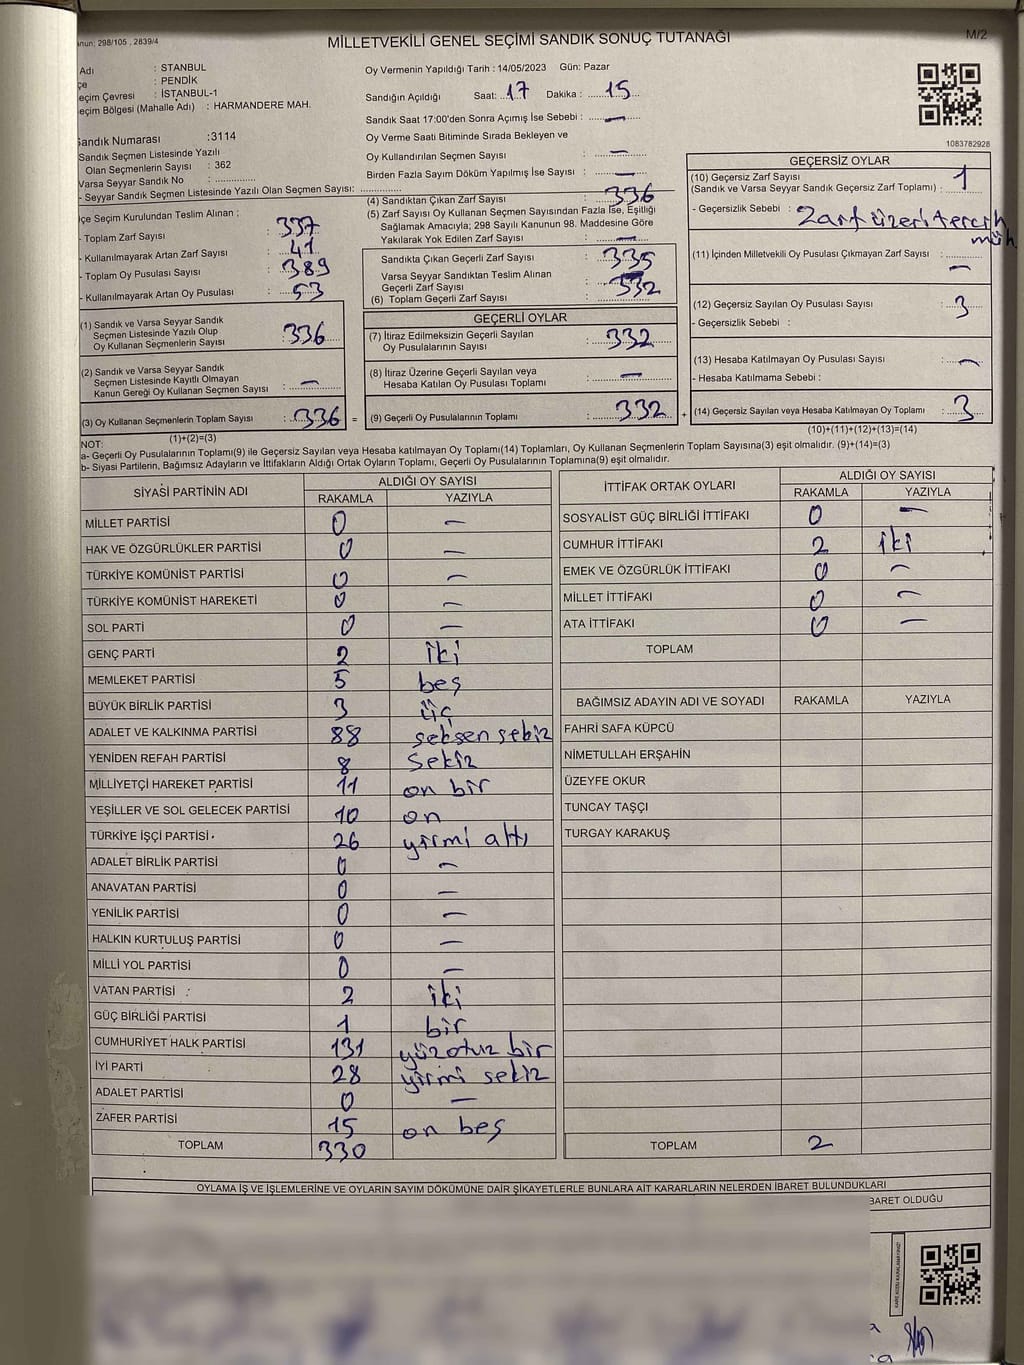 anun: 298/105 , 2839/4
MİLLETVEKİLİ GENEL SEÇİMİ SANDIK SONUÇ TUTANAĞI
M/2
Adı : STANBUL
çe : PENDİK
eçim Çevresi : İSTANBUL-1
eçim Bölgesi (Mahalle Adı) : HARMANDERE MAH.
Sandık Numarası :3114
Sandık Seçmen Listesinde Yazılı
Olan Seçmenlerin Sayısı : 362
Varsa Seyyar Sandık No :
- Seyyar Sandık Seçmen Listesinde Yazılı Olan Seçmen Sayısı:
Oy Vermenin Yapıldığı Tarih : 14/05/2023 Gün: Pazar
Sandığın Açıldığı Saat: 17 Dakika : 15
Sandık Saat 17:00'den Sonra Açımış İse Sebebi : —
Oy Verme Saati Bitiminde Sırada Bekleyen ve
Oy Kullandırılan Seçmen Sayısı : —
Birden Fazla Sayım Döküm Yapılmış İse Sayısı : —
1083782928
çe Seçim Kurulundan Teslim Alınan ;
- Toplam Zarf Sayısı : 337
- Kullanılmayarak Artan Zarf Sayısı : 41
- Toplam Oy Pusulası Sayısı : 389
- Kullanılmayarak Artan Oy Pusulası : 53
(4) Sandıktan Çıkan Zarf Sayısı : 336
(5) Zarf Sayısı Oy Kullanan Seçmen Sayısından Fazla İse, Eşitliği
Sağlamak Amacıyla; 298 Sayılı Kanunun 98. Maddesine Göre
Yakılarak Yok Edilen Zarf Sayısı : —
Sandıkta Çıkan Geçerli Zarf Sayısı : 335
Varsa Seyyar Sandıktan Teslim Alınan
Geçerli Zarf Sayısı :
(6) Toplam Geçerli Zarf Sayısı : 332
GEÇERSİZ OYLAR
(10) Geçersiz Zarf Sayısı
(Sandık ve Varsa Seyyar Sandık Geçersiz Zarf Toplamı) : 1
- Geçersizlik Sebebi : Zarf üzeri tercih
müh
(11) İçinden Milletvekili Oy Pusulası Çıkmayan Zarf Sayısı : —
(12) Geçersiz Sayılan Oy Pusulası Sayısı : 3
- Geçersizlik Sebebi :
(13) Hesaba Katılmayan Oy Pusulası Sayısı : —
- Hesaba Katılmama Sebebi :
(14) Geçersiz Sayılan veya Hesaba Katılmayan Oy Toplamı : 3
(10)+(11)+(12)+(13)=(14)
(1) Sandık ve Varsa Seyyar Sandık
Seçmen Listesinde Yazılı Olup
Oy Kullanan Seçmenlerin Sayısı : 336
(2) Sandık ve Varsa Seyyar Sandık
Seçmen Listesinde Kayıtlı Olmayan
Kanun Gereği Oy Kullanan Seçmen Sayısı : —
(3) Oy Kullanan Seçmenlerin Toplam Sayısı : 336 =
(1)+(2)=(3)
GEÇERLİ OYLAR
(7) İtiraz Edilmeksizin Geçerli Sayılan
Oy Pusulalarının Sayısı : 332
(8) İtiraz Üzerine Geçerli Sayılan veya
Hesaba Katılan Oy Pusulası Toplamı : —
(9) Geçerli Oy Pusulalarının Toplamı : 332 +
NOT:
a- Geçerli Oy Pusulalarının Toplamı(9) ile Geçersiz Sayılan veya Hesaba katılmayan Oy Toplamı(14) Toplamları, Oy Kullanan Seçmenlerin Toplam Sayısına(3) eşit olmalıdır. (9)+(14)=(3)
b- Siyasi Partilerin, Bağımsız Adayların ve İttifakların Aldığı Ortak Oyların Toplamı, Geçerli Oy Pusulalarının Toplamına(9) eşit olmalıdır.
SİYASİ PARTİNİN ADI ALDIĞI OY SAYISI
RAKAMLA YAZIYLA
MİLLET PARTİSİ 0 —
HAK VE ÖZGÜRLÜKLER PARTİSİ 0 —
TÜRKİYE KOMÜNİST PARTİSİ 0 —
TÜRKİYE KOMÜNİST HAREKETİ 0 —
SOL PARTİ 0 —
GENÇ PARTİ 2 iki
MEMLEKET PARTİSİ 5 beş
BÜYÜK BİRLİK PARTİSİ 3 üç
ADALET VE KALKINMA PARTİSİ 88 seksen sekiz
YENİDEN REFAH PARTİSİ 8 sekiz
MİLLİYETÇİ HAREKET PARTİSİ 11 on bir
YEŞİLLER VE SOL GELECEK PARTİSİ 10 on
TÜRKİYE İŞÇİ PARTİSİ 26 yirmi altı
ADALET BİRLİK PARTİSİ 0 —
ANAVATAN PARTİSİ 0 —
YENİLİK PARTİSİ 0 —
HALKIN KURTULUŞ PARTİSİ 0 —
MİLLİ YOL PARTİSİ 0 —
VATAN PARTİSİ 2 iki
GÜÇ BİRLİĞİ PARTİSİ 1 bir
CUMHURİYET HALK PARTİSİ 131 yüzotuz bir
İYİ PARTİ 28 yirmi sekiz
ADALET PARTİSİ 0 —
ZAFER PARTİSİ 15 on beş
TOPLAM 330
İTTİFAK ORTAK OYLARI ALDIĞI OY SAYISI
RAKAMLA YAZIYLA
SOSYALİST GÜÇ BİRLİĞİ İTTİFAKI 0 —
CUMHUR İTTİFAKI 2 iki
EMEK VE ÖZGÜRLÜK İTTİFAKI 0 —
MİLLET İTTİFAKI 0 —
ATA İTTİFAKI 0 —
TOPLAM
BAĞIMSIZ ADAYIN ADI VE SOYADI RAKAMLA YAZIYLA
FAHRİ SAFA KÜPCÜ
NİMETULLAH ERŞAHİN
ÜZEYFE OKUR
TUNCAY TAŞÇI
TURGAY KARAKUŞ
TOPLAM 2
OYLAMA İŞ VE İŞLEMLERİNE VE OYLARIN SAYIM DÖKÜMÜNE DAİR ŞİKAYETLERLE BUNLARA AİT KARARLARIN NELERDEN İBARET BULUNDUKLARI
BARET OLDUĞU